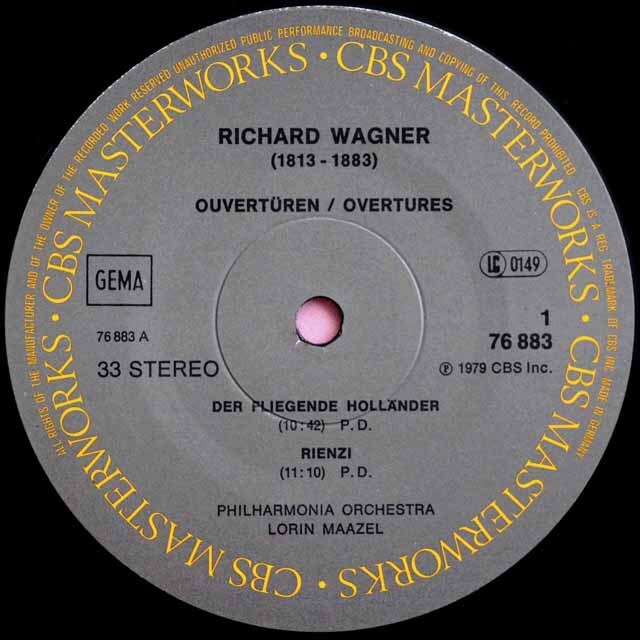 ALL RIGHTS OF THE MANUFACTURER AND OF THE OWNER OF THE RECORDED WORK RESERVED UNAUTHORIZED PUBLIC PERFORMANCE BROADCASTING AND COPYING OF THIS RECORD PROHIBITED. CBS IS A REG. TRADEMARK OF CBS INC. MADE IN GERMANY
CBS MASTERWORKS · CBS MASTERWORKS · CBS MASTERWORKS · CBS MASTERWORKS · CBS MASTERWORKS ·
RICHARD WAGNER
(1813 - 1883)
OUVERTÜREN / OVERTURES
GEMA
LC 0149
76 883 A
1
76 883
33 STEREO
℗ 1979 CBS Inc.
DER FLIEGENDE HOLLÄNDER
(10:42) P. D.
RIENZI
(11:10) P. D.
PHILHARMONIA ORCHESTRA
LORIN MAAZEL